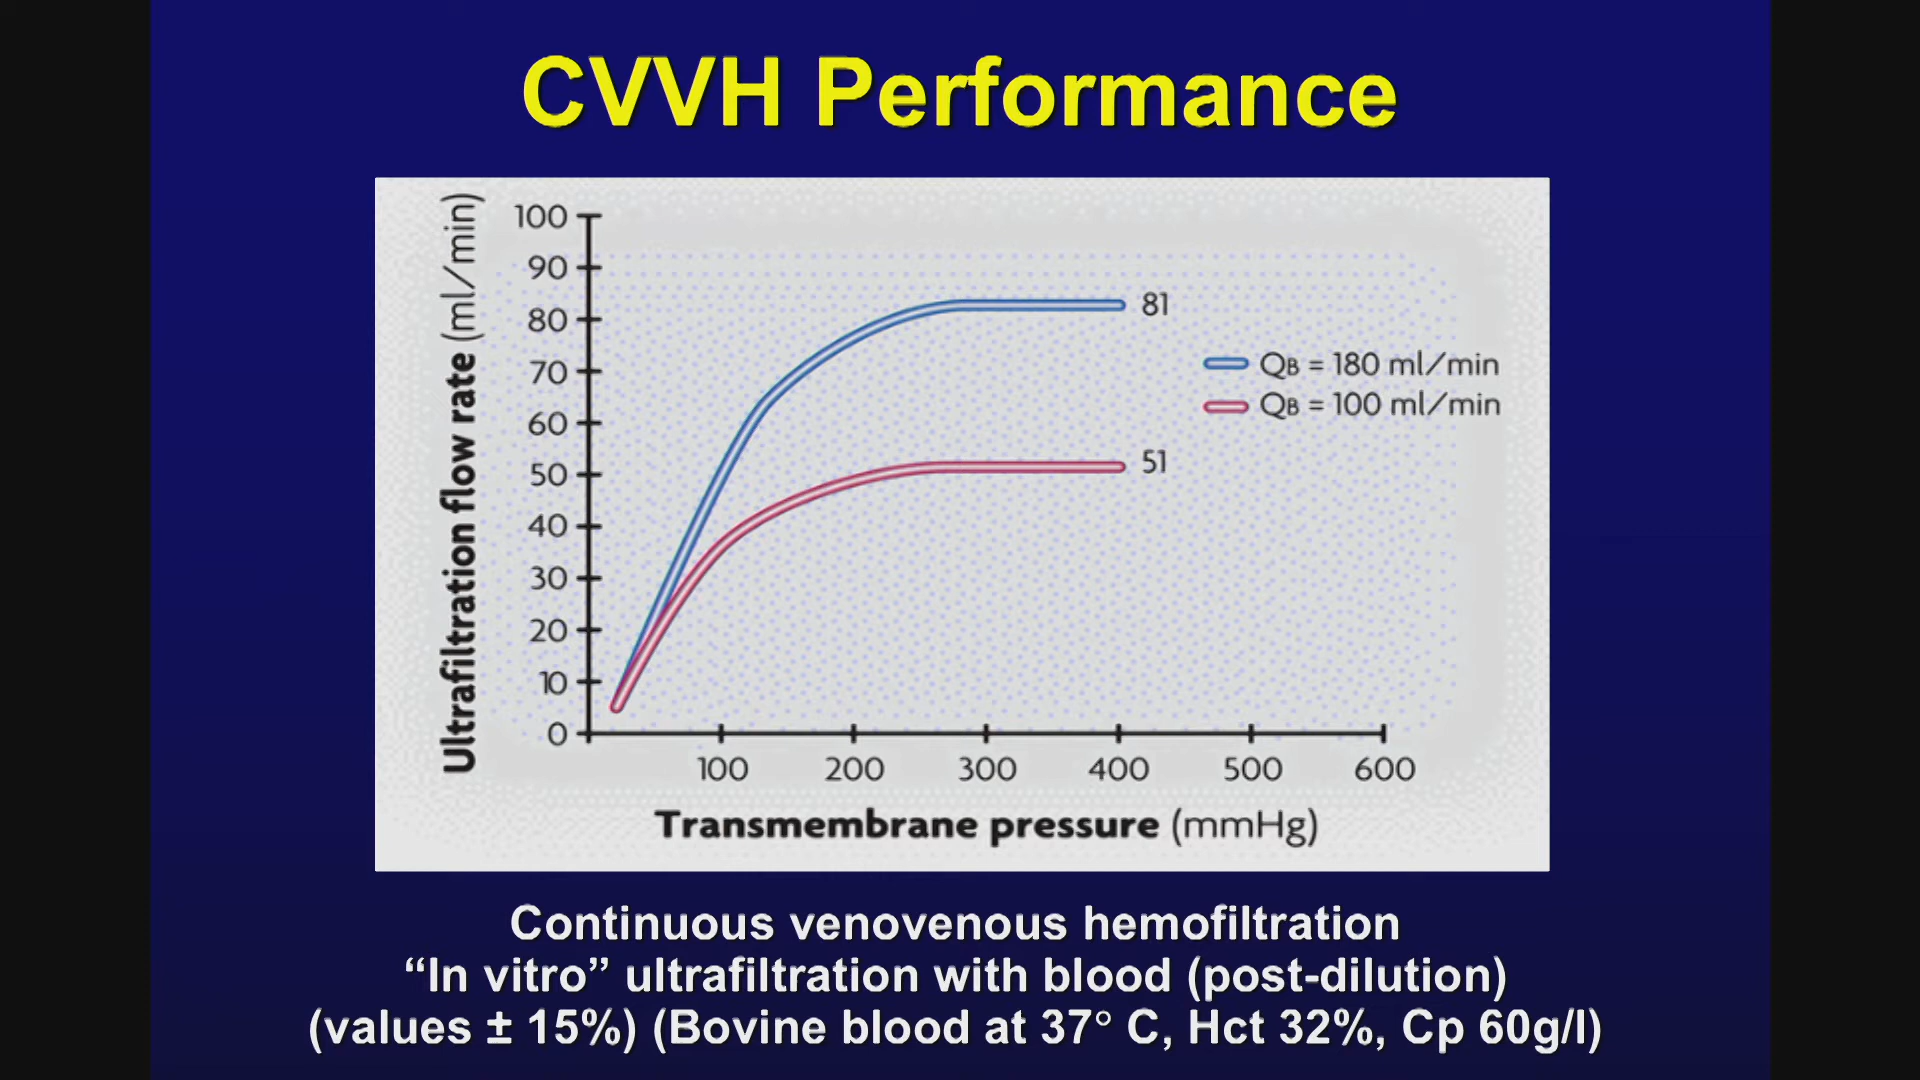 CVVH Performance
Ultrafiltration flow rate (ml/min)
100
90
80
70
60
50
40
30
20
10
0
81
51
QB = 180 ml/min
QB = 100 ml/min
100 200 300 400 500 600
Transmembrane pressure (mmHg)
Continuous venovenous hemofiltration
“In vitro” ultrafiltration with blood (post-dilution)
(values ± 15%) (Bovine blood at 37° C, Hct 32%, Cp 60g/l)